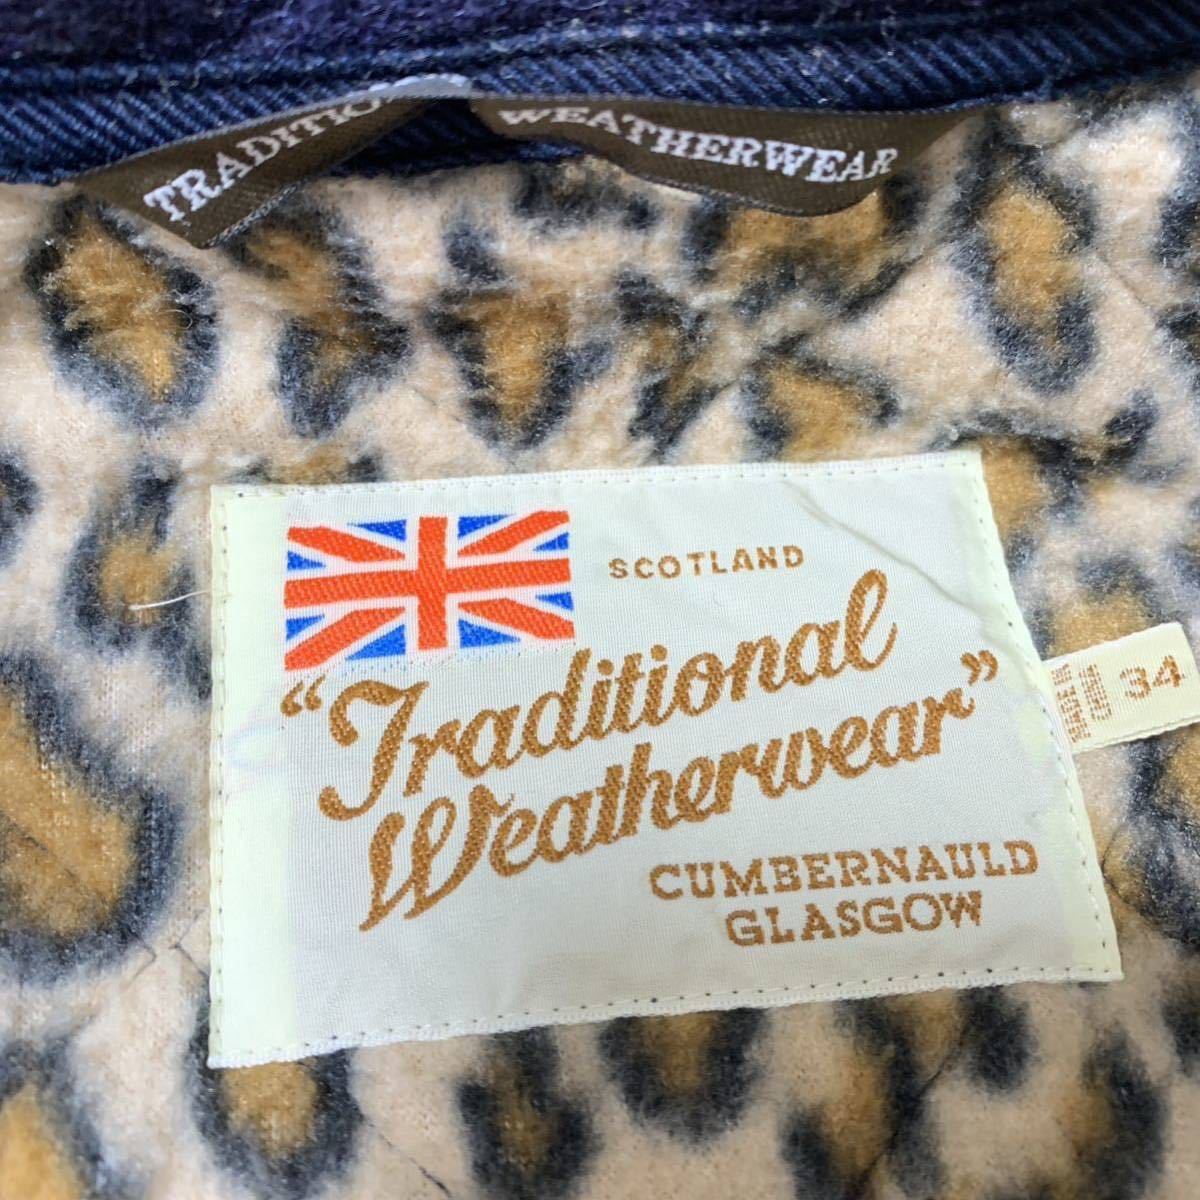 TRADITIO
WEATHERWEAR
SCOTLAND
“Traditional
Weatherwear”
CUMBERNAULD
GLASGOW
34